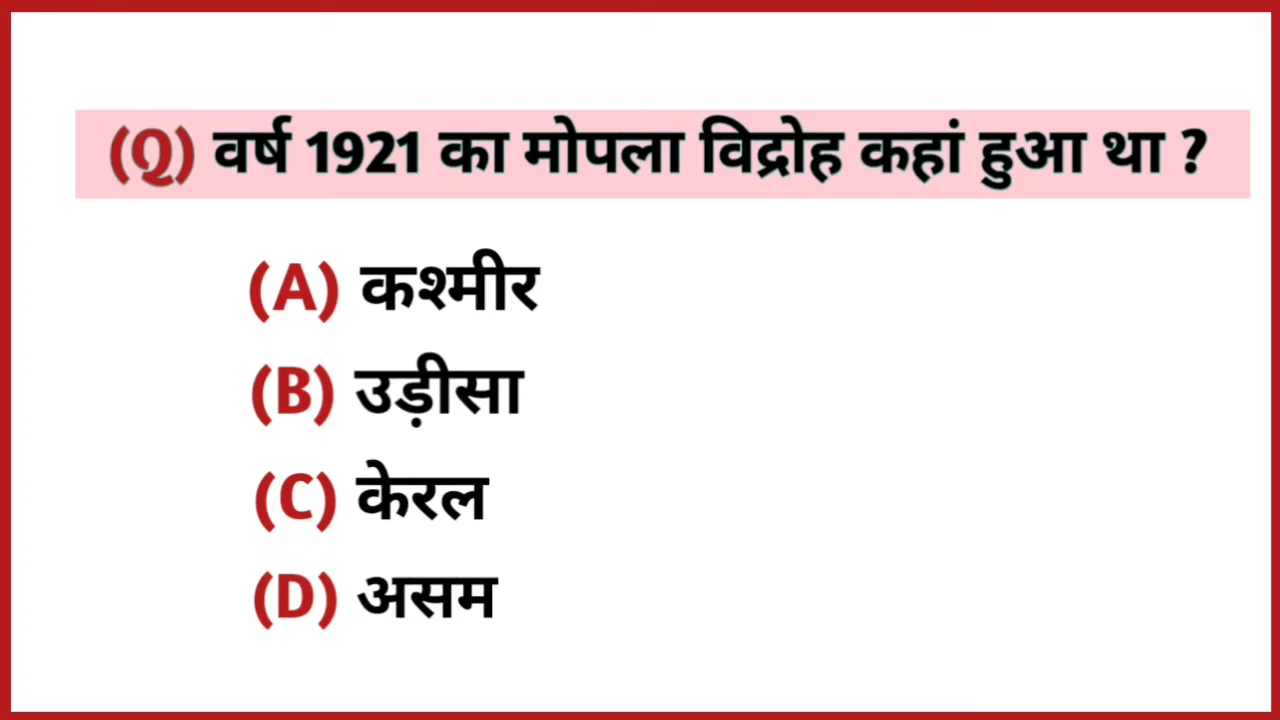 (Q) वर्ष 1921 का मोपला विद्रोह कहां हुआ था ?
(A) कश्मीर
(B) उड़ीसा
(C) केरल
(D) असम